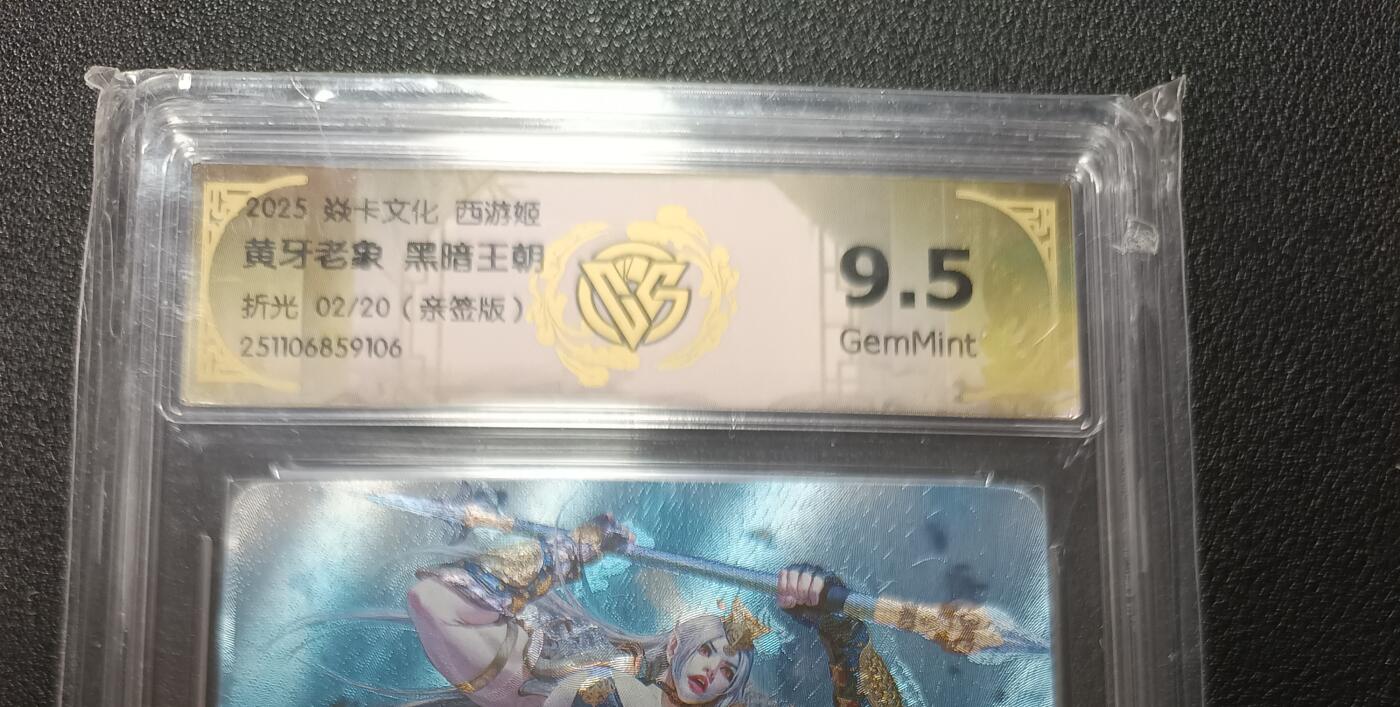 2025 焱卡文化 西游姬
黄牙老象 黑暗王朝
折光 02/20（亲签版）
251106859106
9.5
GemMint